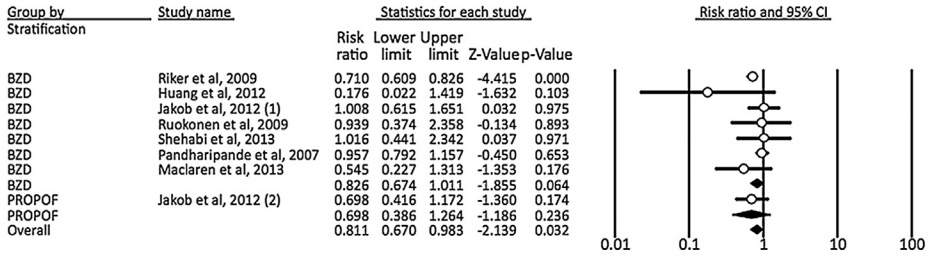 Group by Study name Statistics for each study Risk ratio and 95% CI
Stratification
Risk Lower Upper
ratio limit limit Z-Value p-Value
BZD Riker et al, 2009 0.710 0.609 0.826 -4.415 0.000
BZD Huang et al, 2012 0.176 0.022 1.419 -1.632 0.103
BZD Jakob et al, 2012 (1) 1.008 0.615 1.651 0.032 0.975
BZD Ruokonen et al, 2009 0.939 0.374 2.358 -0.134 0.893
BZD Shehabi et al, 2013 1.016 0.441 2.342 0.037 0.971
BZD Pandharipande et al, 2007 0.957 0.792 1.157 -0.450 0.653
BZD Maclaren et al, 2013 0.545 0.227 1.313 -1.353 0.176
BZD 0.826 0.674 1.011 -1.855 0.064
PROPOF Jakob et al, 2012 (2) 0.698 0.416 1.172 -1.360 0.174
PROPOF 0.698 0.386 1.264 -1.186 0.236
Overall 0.811 0.670 0.983 -2.139 0.032
0.01 0.1 1 10 100